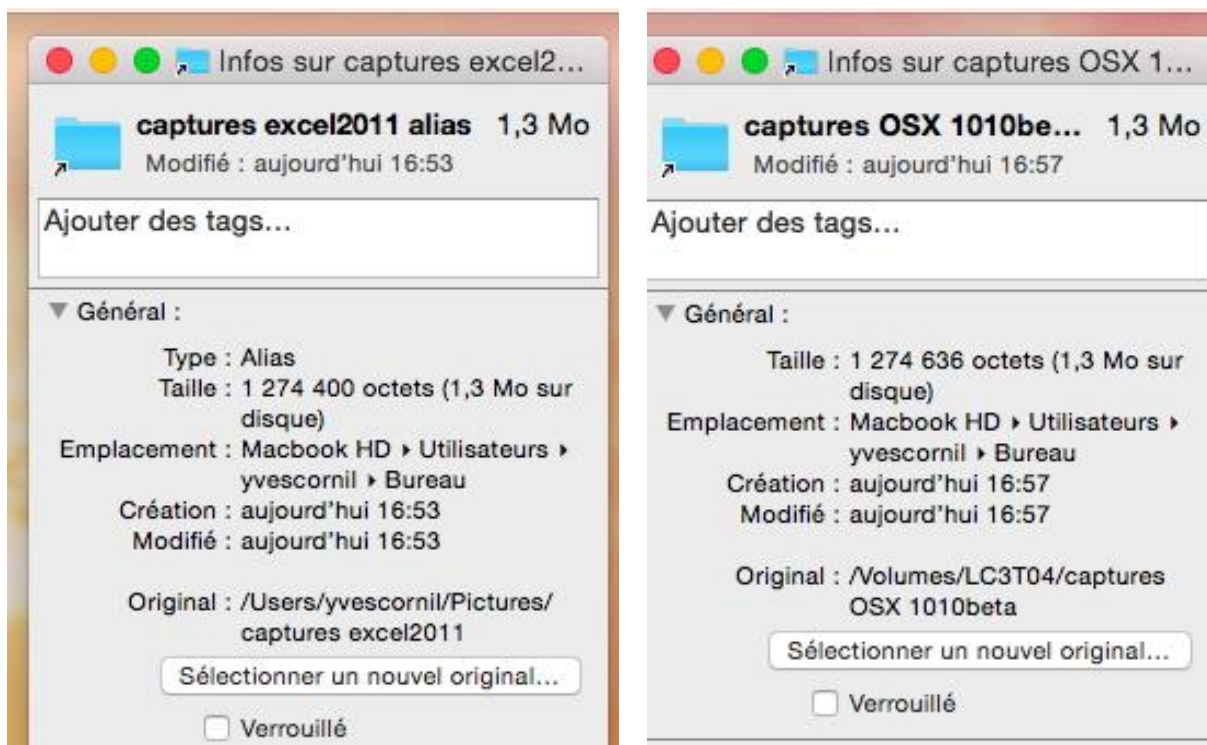 Infos sur captures excel2...
captures excel2011 alias 1,3 Mo
Modifié : aujourd'hui 16:53
Ajouter des tags...
▼ Général :
Type : Alias
Taille : 1 274 400 octets (1,3 Mo sur
disque)
Emplacement : Macbook HD ▸ Utilisateurs ▸
yvescornil ▸ Bureau
Création : aujourd'hui 16:53
Modifié : aujourd'hui 16:53
Original : /Users/yvescornil/Pictures/
captures excel2011
Sélectionner un nouvel original...
Verrouillé
Infos sur captures OSX 1...
captures OSX 1010be... 1,3 Mo
Modifié : aujourd'hui 16:57
Ajouter des tags...
▼ Général :
Taille : 1 274 636 octets (1,3 Mo sur
disque)
Emplacement : Macbook HD ▸ Utilisateurs ▸
yvescornil ▸ Bureau
Création : aujourd'hui 16:57
Modifié : aujourd'hui 16:57
Original : /Volumes/LC3T04/captures
OSX 1010beta
Sélectionner un nouvel original...
Verrouillé